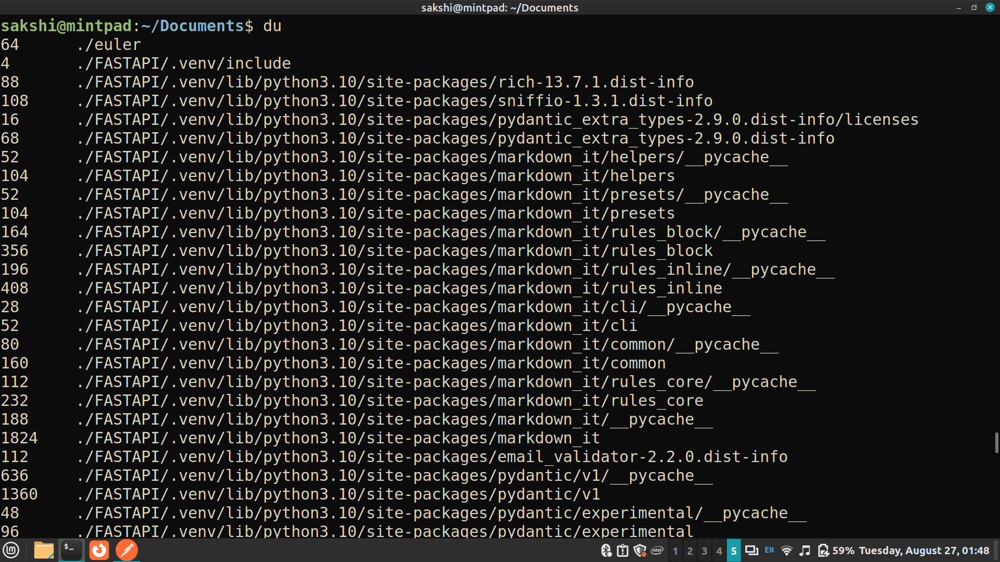 sakshi@mintpad: ~/Documents
sakshi@mintpad:~/Documents$ du
64 ./euler
4 ./FASTAPI/.venv/include
88 ./FASTAPI/.venv/lib/python3.10/site-packages/rich-13.7.1.dist-info
108 ./FASTAPI/.venv/lib/python3.10/site-packages/sniffio-1.3.1.dist-info
16 ./FASTAPI/.venv/lib/python3.10/site-packages/pydantic_extra_types-2.9.0.dist-info/licenses
68 ./FASTAPI/.venv/lib/python3.10/site-packages/pydantic_extra_types-2.9.0.dist-info
52 ./FASTAPI/.venv/lib/python3.10/site-packages/markdown_it/helpers/__pycache__
104 ./FASTAPI/.venv/lib/python3.10/site-packages/markdown_it/helpers
52 ./FASTAPI/.venv/lib/python3.10/site-packages/markdown_it/presets/__pycache__
104 ./FASTAPI/.venv/lib/python3.10/site-packages/markdown_it/presets
164 ./FASTAPI/.venv/lib/python3.10/site-packages/markdown_it/rules_block/__pycache__
356 ./FASTAPI/.venv/lib/python3.10/site-packages/markdown_it/rules_block
196 ./FASTAPI/.venv/lib/python3.10/site-packages/markdown_it/rules_inline/__pycache__
408 ./FASTAPI/.venv/lib/python3.10/site-packages/markdown_it/rules_inline
28 ./FASTAPI/.venv/lib/python3.10/site-packages/markdown_it/cli/__pycache__
52 ./FASTAPI/.venv/lib/python3.10/site-packages/markdown_it/cli
80 ./FASTAPI/.venv/lib/python3.10/site-packages/markdown_it/common/__pycache__
160 ./FASTAPI/.venv/lib/python3.10/site-packages/markdown_it/common
112 ./FASTAPI/.venv/lib/python3.10/site-packages/markdown_it/rules_core/__pycache__
232 ./FASTAPI/.venv/lib/python3.10/site-packages/markdown_it/rules_core
188 ./FASTAPI/.venv/lib/python3.10/site-packages/markdown_it/__pycache__
1824 ./FASTAPI/.venv/lib/python3.10/site-packages/markdown_it
112 ./FASTAPI/.venv/lib/python3.10/site-packages/email_validator-2.2.0.dist-info
636 ./FASTAPI/.venv/lib/python3.10/site-packages/pydantic/v1/__pycache__
1360 ./FASTAPI/.venv/lib/python3.10/site-packages/pydantic/v1
48 ./FASTAPI/.venv/lib/python3.10/site-packages/pydantic/experimental/__pycache__
96 ./FASTAPI/.venv/lib/python3.10/site-packages/pydantic/experimental
lm $_ intel 1 2 3 4 5 EN 59% Tuesday, August 27, 01:48